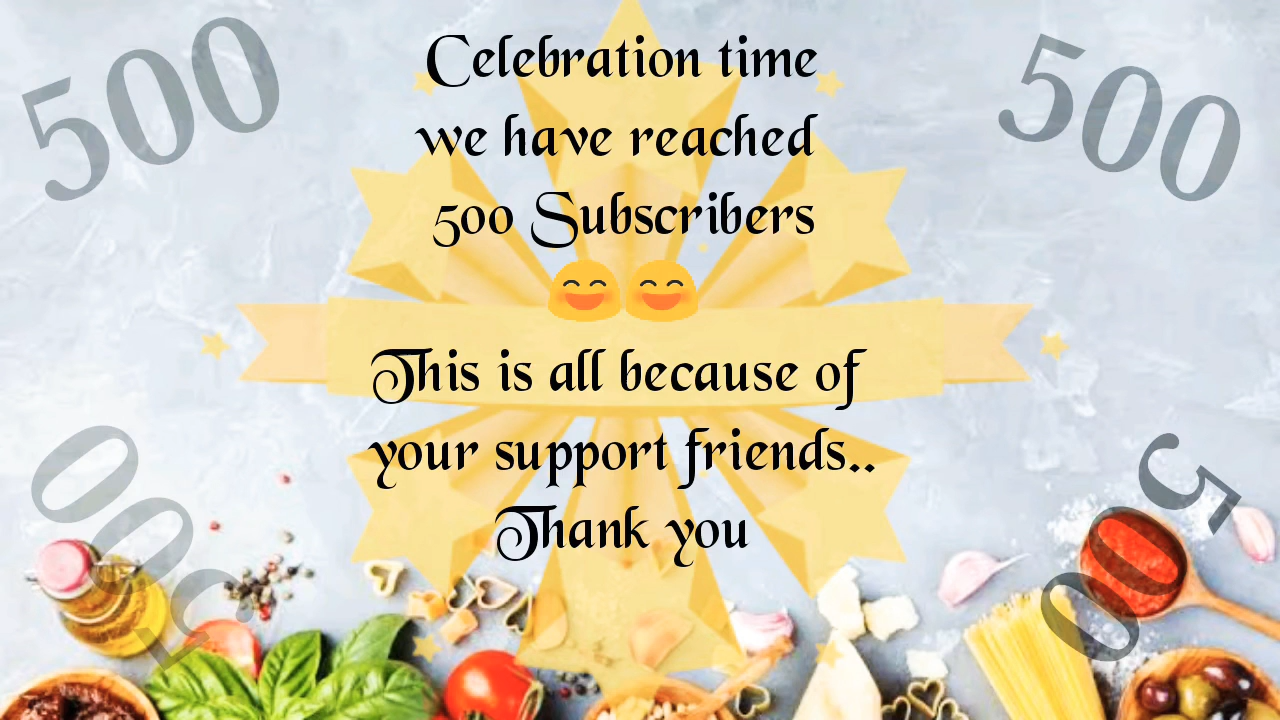 500
500
Celebration time
we have reached
500 Subscribers
😄😄
This is all because of
your support friends..
Thank you
500
500